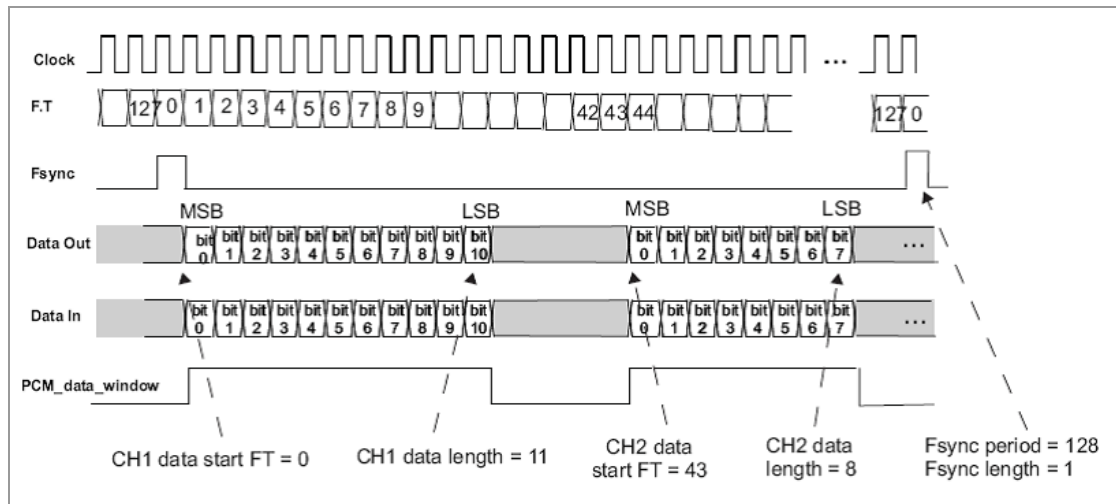 Clock ...
F.T 127 0 1 2 3 4 5 6 7 8 9 42 43 44 127 0
Fsync
MSB LSB MSB LSB
Data Out bit 0 bit 1 bit 2 bit 3 bit 4 bit 5 bit 6 bit 7 bit 8 bit 9 bit 10 bit 0 bit 1 bit 2 bit 3 bit 4 bit 5 bit 6 bit 7 ...
Data In bit 0 bit 1 bit 2 bit 3 bit 4 bit 5 bit 6 bit 7 bit 8 bit 9 bit 10 bit 0 bit 1 bit 2 bit 3 bit 4 bit 5 bit 6 bit 7 ...
PCM_data_window
CH1 data start FT = 0
CH1 data length = 11
CH2 data
start FT = 43
CH2 data
length = 8
Fsync period = 128
Fsync length = 1